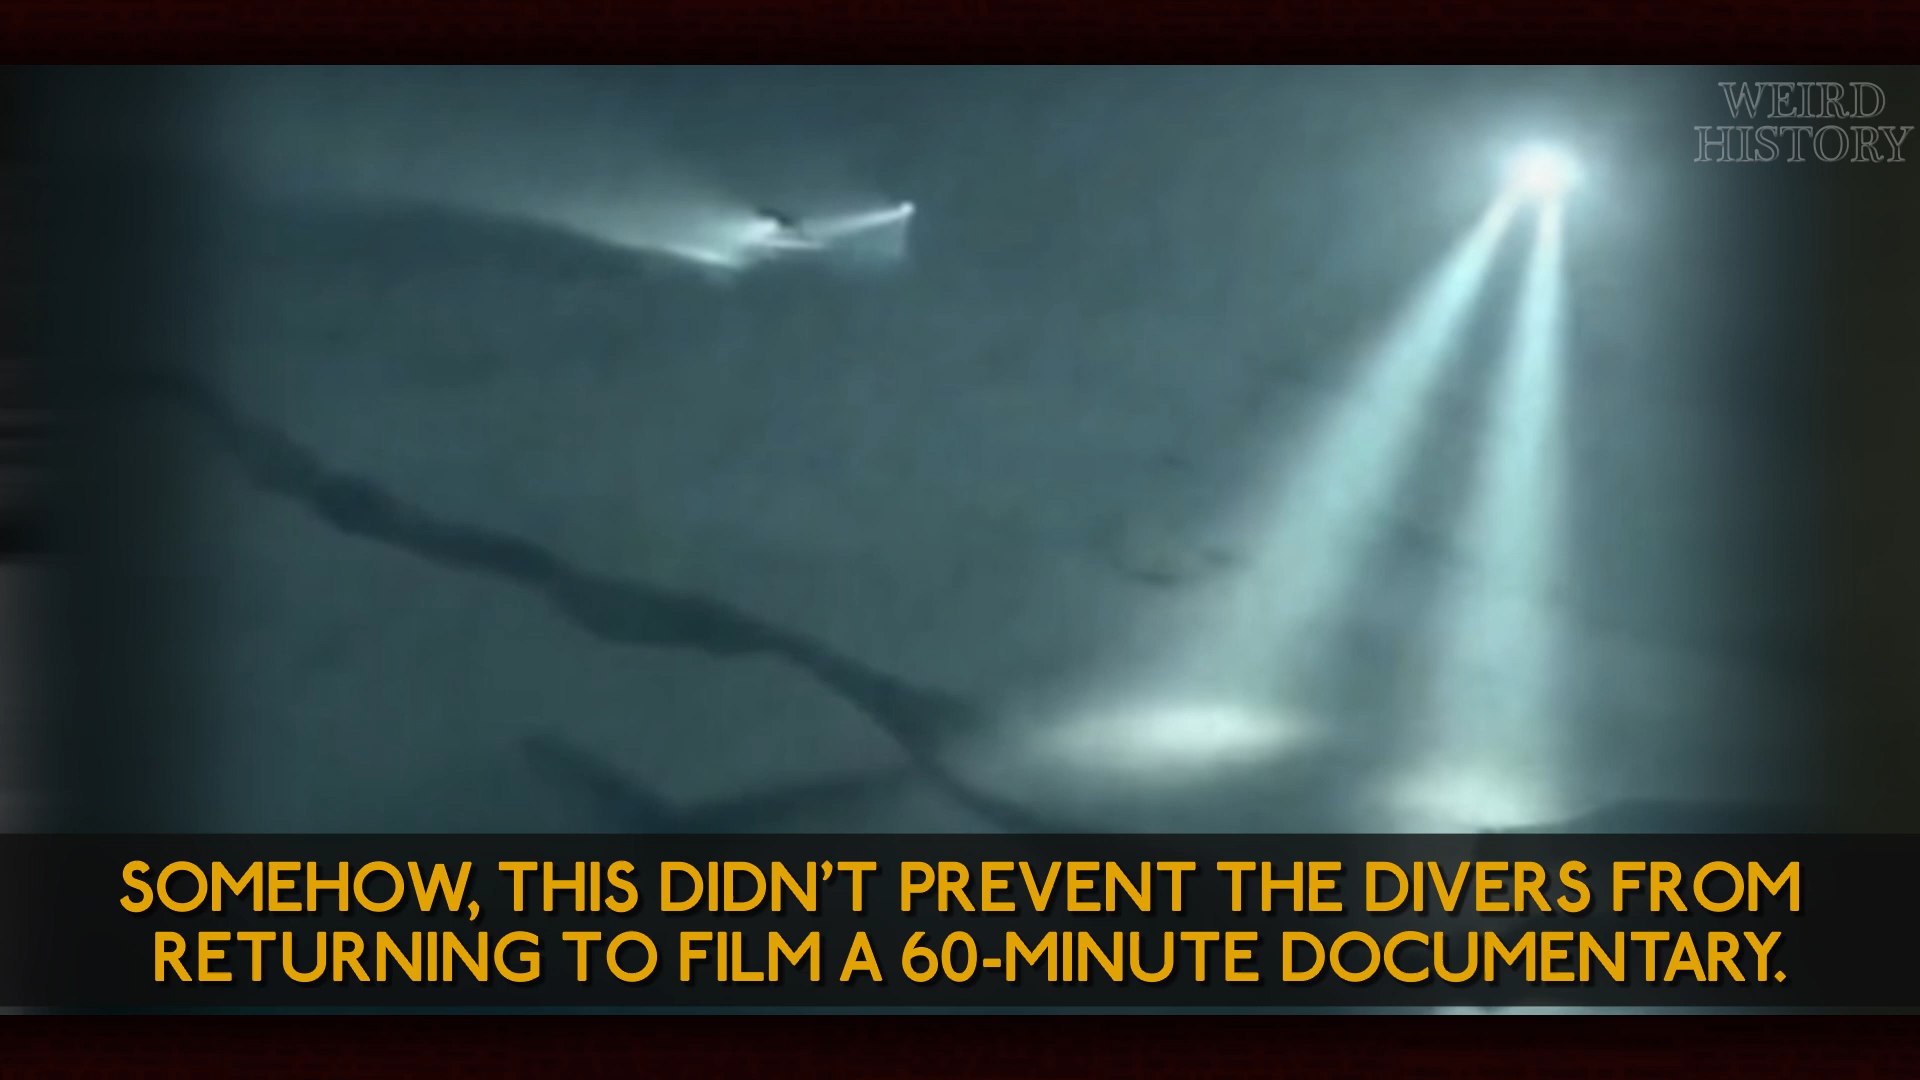 WEIRD
HISTORY
SOMEHOW, THIS DIDN'T PREVENT THE DIVERS FROM
RETURNING TO FILM A 60-MINUTE DOCUMENTARY.